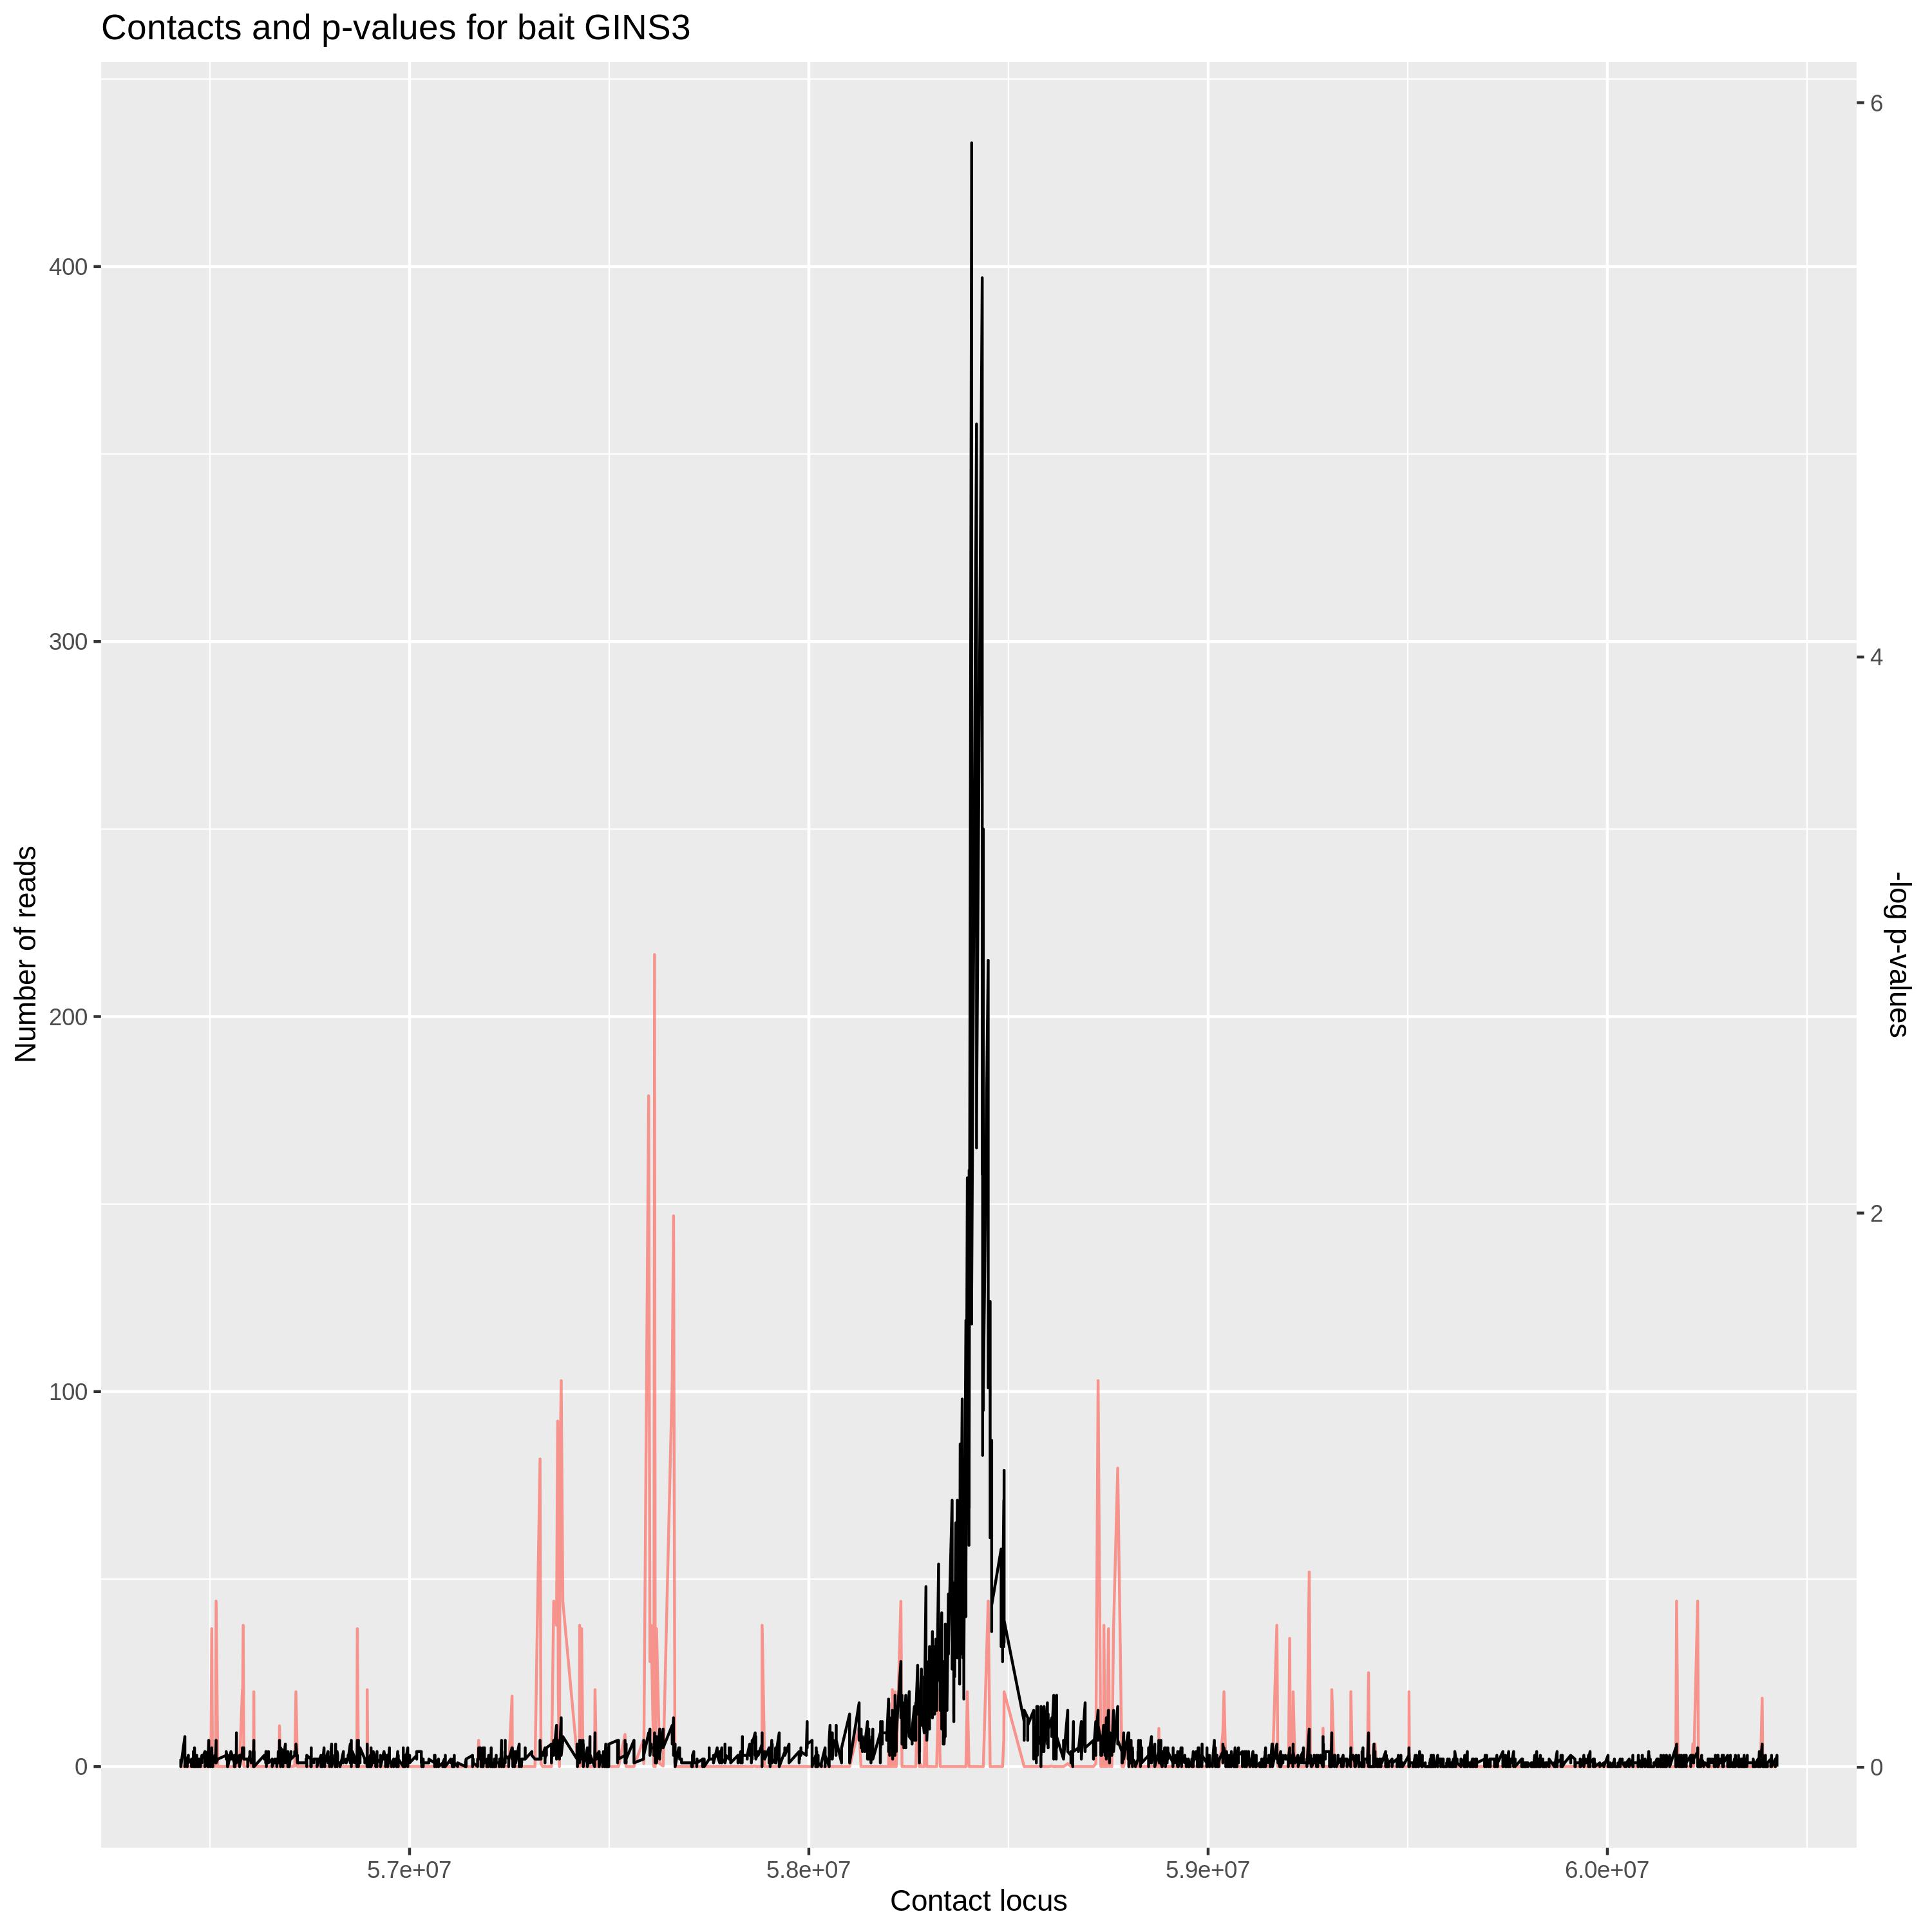 Contacts and p-values for bait GINS3
400
300
200
100
0
Number of reads
6
4
2
0
-log p-values
5.7e+07
5.8e+07
5.9e+07
6.0e+07
Contact locus